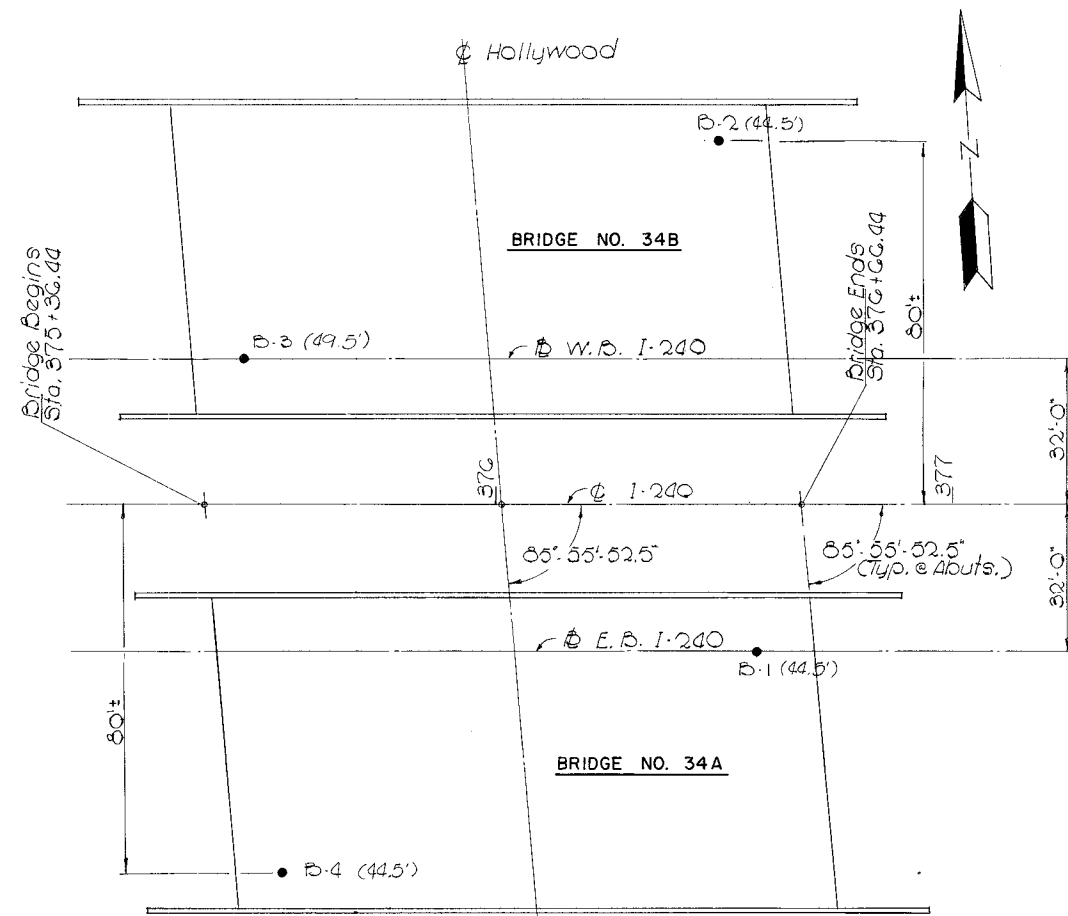 ₵ Hollywood
B-2 (44.5')
N
BRIDGE NO. 34B
Bridge Begins
Sta. 375+36.44
Bridge Ends
Sta. 376+66.44
80'±
B-3 (49.5')
W.B. I-240
32'-0"
376
₵ I-240
377
85°-55'-52.5"
85°-55'-52.5"
(Typ. @ Abuts.)
32'-0"
E.B. I-240
B-1 (44.5')
80'±
BRIDGE NO. 34A
B-4 (44.5')